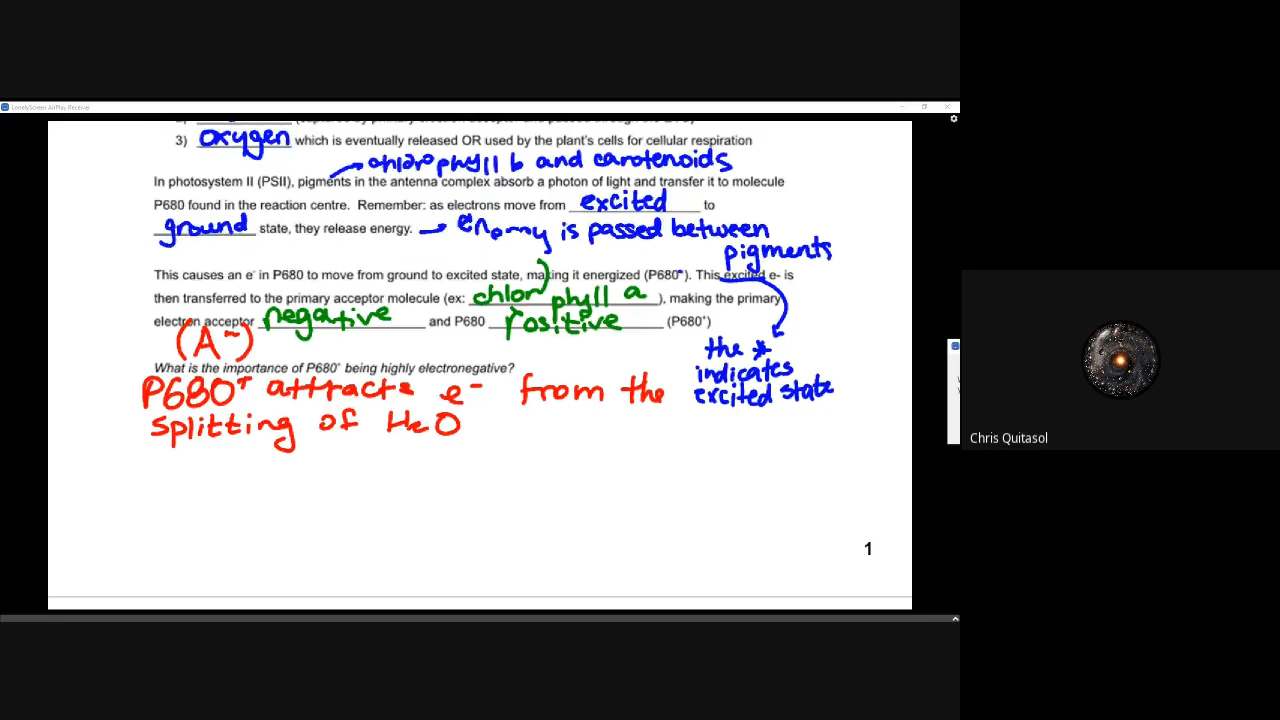 LonelyScreen AirPlay Receiver
3) oxygen which is eventually released OR used by the plant's cells for cellular respiration
chlorophyll b and carotenoids
In photosystem II (PSII), pigments in the antenna complex absorb a photon of light and transfer it to molecule
P680 found in the reaction centre. Remember: as electrons move from excited to
ground state, they release energy. → energy is passed between
pigments
This causes an e- in P680 to move from ground to excited state, making it energized (P680*). This excited e- is
then transferred to the primary acceptor molecule (ex: chlorophyll a), making the primary
electron acceptor negative and P680 positive (P680+)
(A-)
the *
indicates
excited state
What is the importance of P680+ being highly electronegative?
P680+ attracts e- from the
splitting of H2O
1
Chris Quitasol